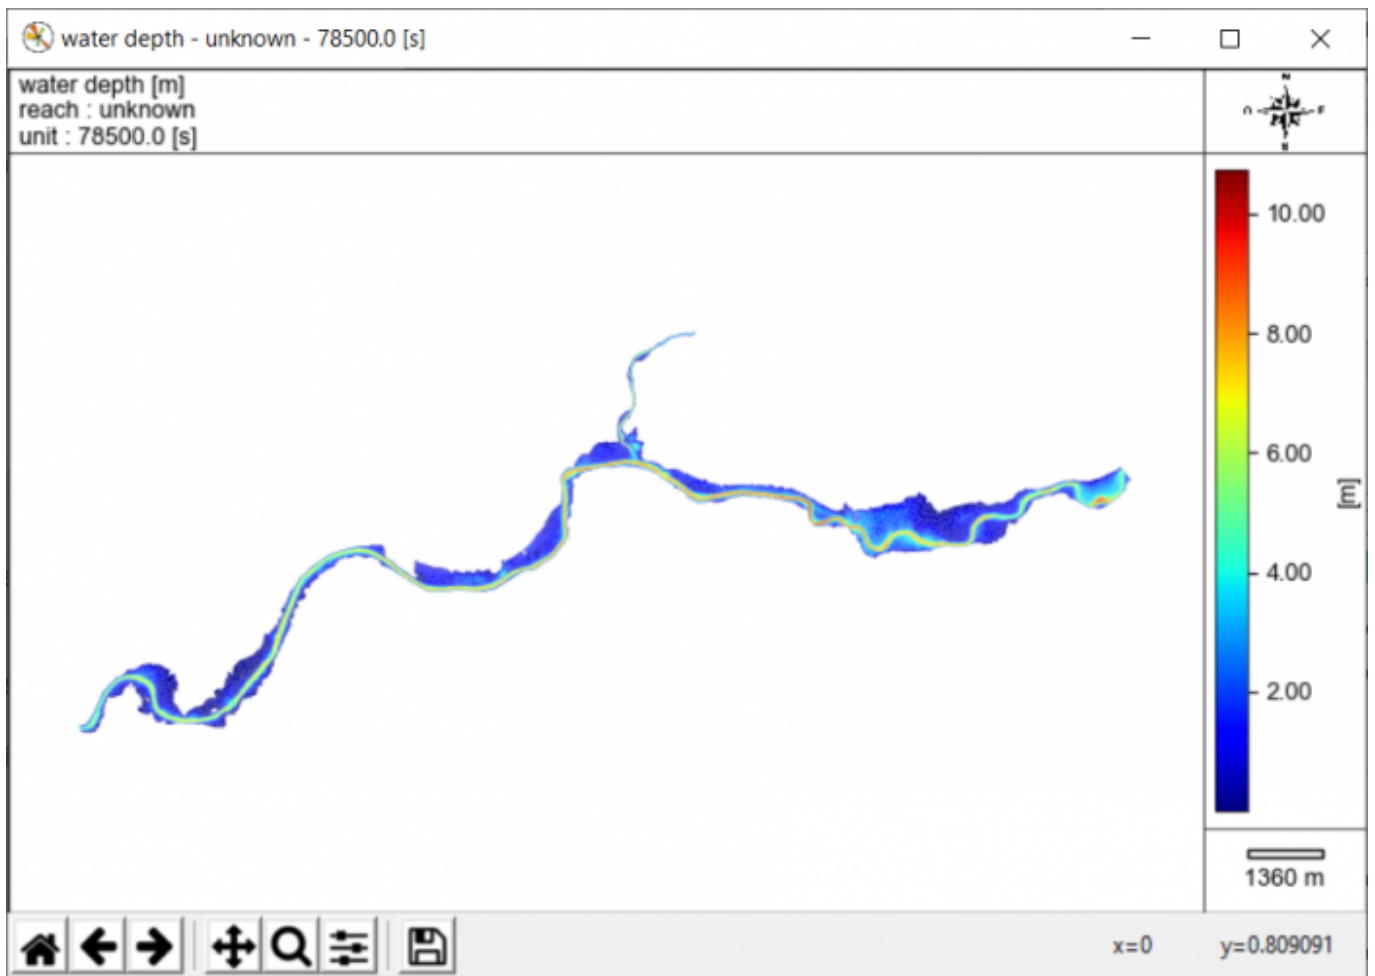 water depth - unknown - 78500.0 [s]
water depth [m]
reach : unknown
unit : 78500.0 [s]
10.00
8.00
6.00
4.00
2.00
[m]
1360 m
x=0 y=0.809091